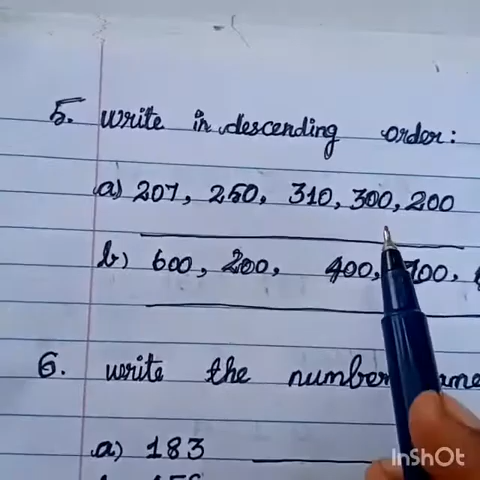 5. write in descending order:
a) 207, 250, 310, 300, 200
b) 600, 200, 400, 700,
6. write the number
a) 183
InShOt